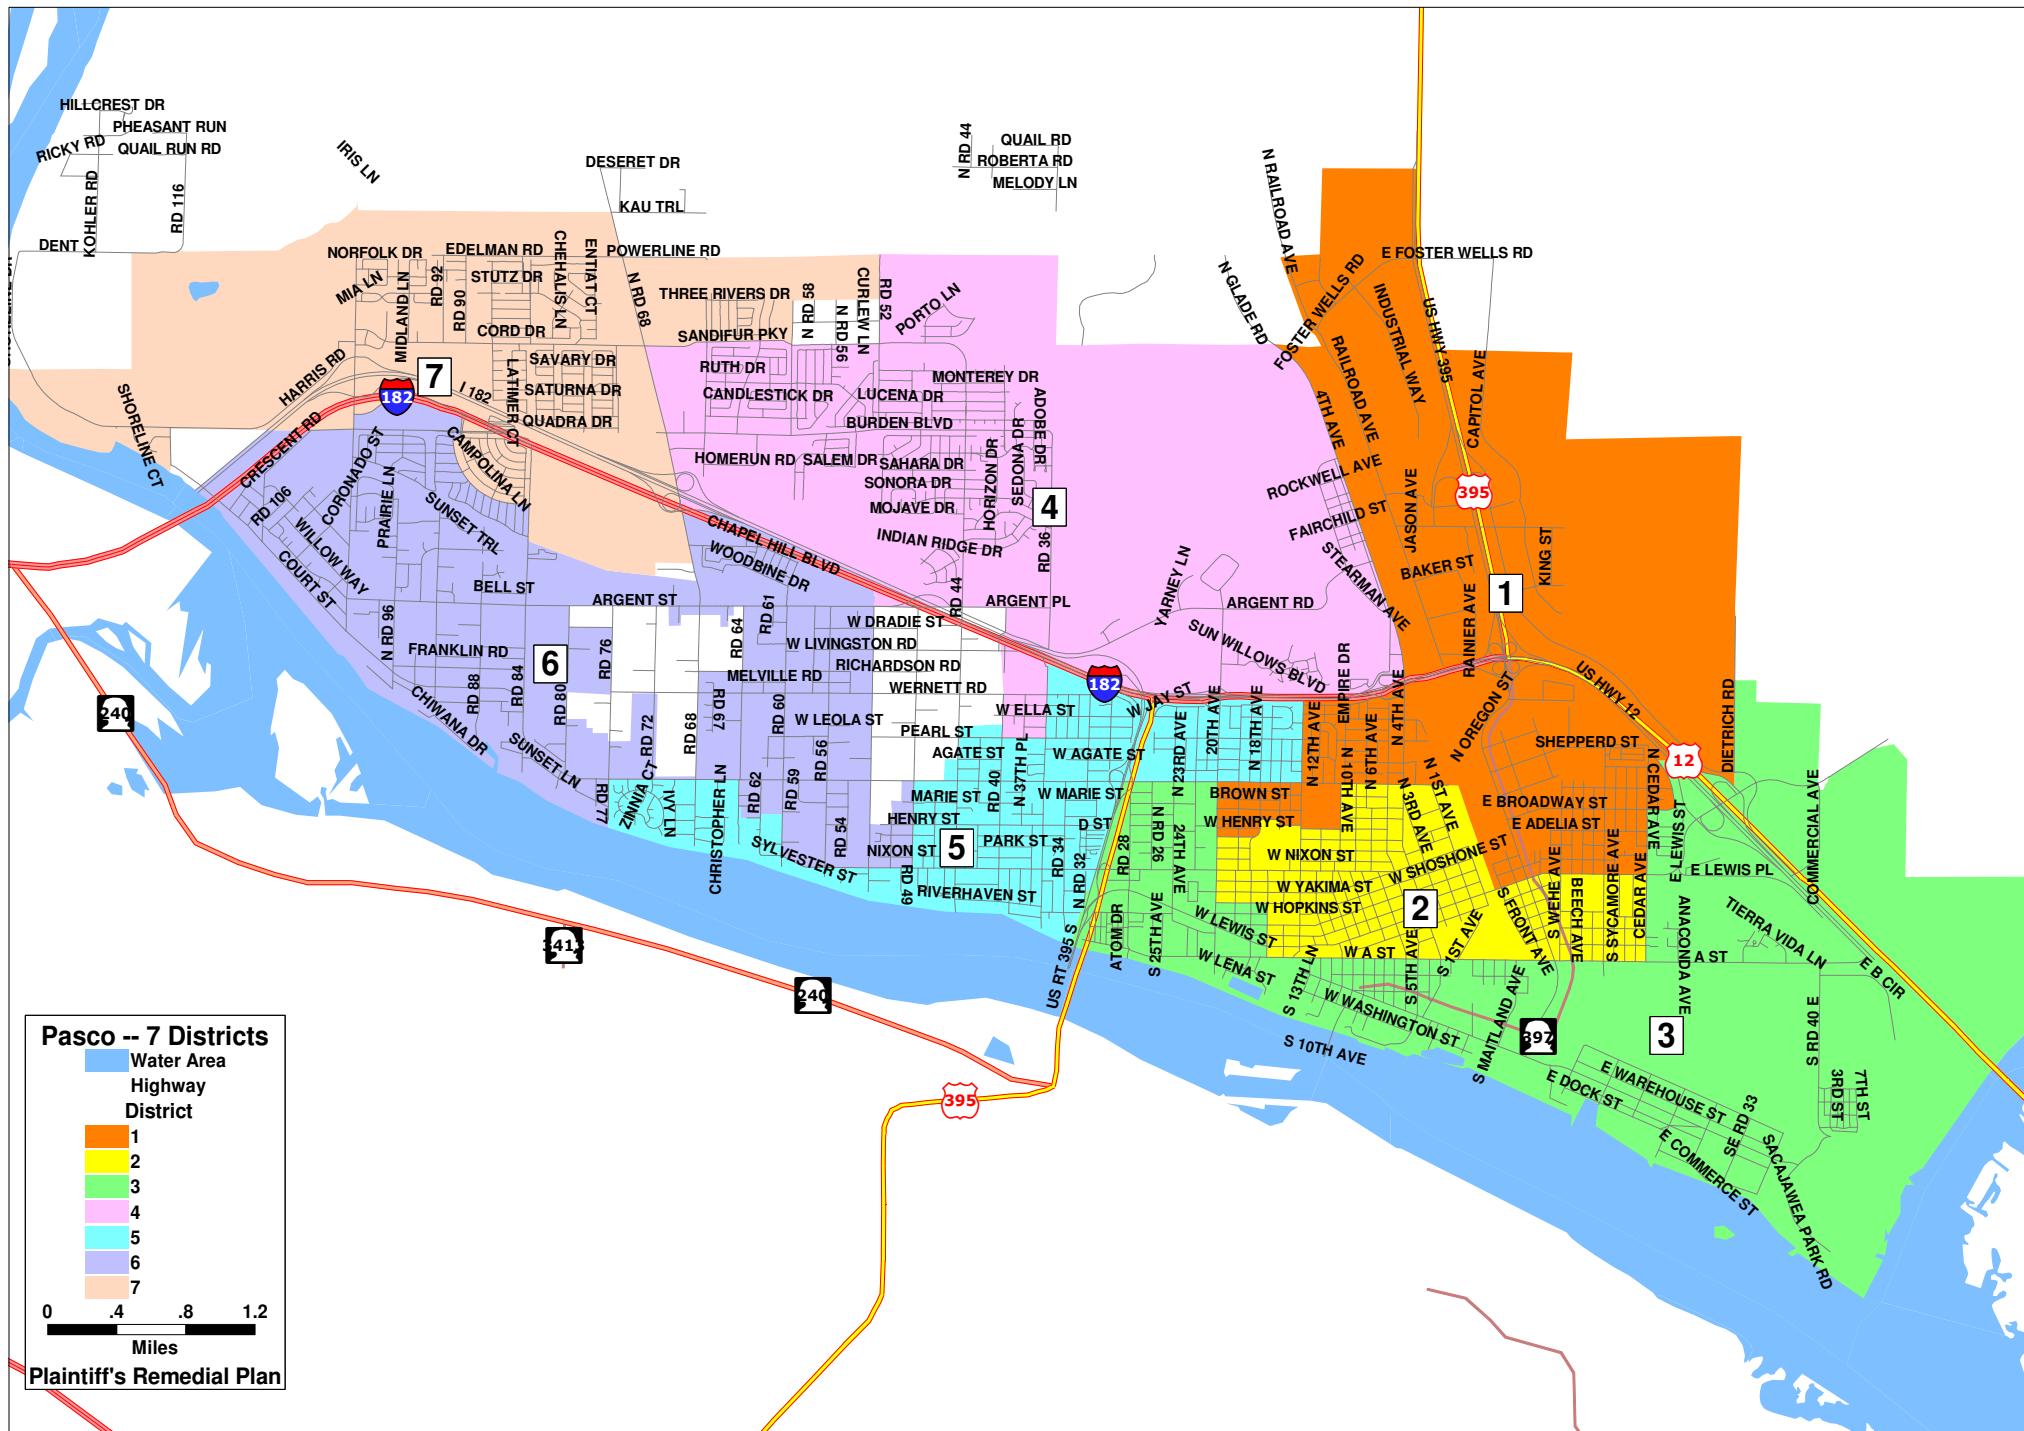 HILLCREST DR
PHEASANT RUN
RICKY RD
QUAIL RUN RD
KOHLER RD
RD 116
DENT
IRIS LN
DESERET DR
KAU TRL
N RD 44
QUAIL RD
ROBERTA RD
MELODY LN
N RAILROAD AVE
NORFOLK DR
EDELMAN RD
CHEHALIS LN
ENTIAT CT
POWERLINE RD
MIA LN
MIDLAND LN
RD 92
RD 90
STUTZ DR
N RD 68
THREE RIVERS DR
N RD 58
N RD 56
CURLEW LN
RD 52
PORTO LN
N GLADE RD
FOSTER WELLS RD
E FOSTER WELLS RD
INDUSTRIAL WAY
US HWY 395
CORD DR
SANDIFUR PKY
HARRIS RD
7
I 182
182
LATIMER CT
SAVARY DR
SATURNA DR
QUADRA DR
RUTH DR
CANDLESTICK DR
LUCENA DR
MONTEREY DR
BURDEN BLVD
ADOBE DR
4TH AVE
RAILROAD AVE
CAPITOL AVE
SHORELINE CT
CRESCENT RD
CORONADO ST
PRAIRIE LN
CAMPOLINA LN
SUNSET TRL
HOMERUN RD
SALEM DR
SAHARA DR
SONORA DR
MOJAVE DR
HORIZON DR
SEDONA DR
4
ROCKWELL AVE
FAIRCHILD ST
JASON AVE
395
RD 106
WILLOW WAY
COURT ST
CHAPEL HILL BLVD
WOODBINE DR
INDIAN RIDGE DR
RD 36
YARNEY LN
STEARMAN AVE
BAKER ST
KING ST
1
BELL ST
ARGENT ST
RD 44
ARGENT PL
ARGENT RD
RAINIER AVE
N RD 96
FRANKLIN RD
6
RD 76
RD 64
RD 61
W DRADIE ST
W LIVINGSTON RD
RICHARDSON RD
MELVILLE RD
WERNETT RD
SUN WILLOWS BLVD
EMPIRE DR
N 4TH AVE
US HWY 12
240
CHIWANA DR
RD 88
RD 84
RD 80
SUNSET LN
RD 72
RD 68
RD 67
RD 60
W LEOLA ST
RD 56
PEARL ST
W ELLA ST
182
W JAY ST
N 23RD AVE
20TH AVE
N 18TH AVE
N 12TH AVE
N 10TH AVE
N 6TH AVE
N OREGON ST
SHEPPERD ST
N CEDAR AVE
12
DIETRICH RD
AGATE ST
W AGATE ST
N 37TH PL
RD 40
RD 77
ZINNIA CT
IVY LN
CHRISTOPHER LN
RD 62
RD 59
RD 54
MARIE ST
W MARIE ST
HENRY ST
D ST
NIXON ST
5
PARK ST
RD 34
N RD 32
RD 28
N RD 26
24TH AVE
BROWN ST
W HENRY ST
N 3RD AVE
N 1ST AVE
E BROADWAY ST
E ADELIA ST
E LEWIS ST
COMMERCIAL AVE
SYLVESTER ST
RD 49
RIVERHAVEN ST
W NIXON ST
W SHOSHONE ST
W YAKIMA ST
W HOPKINS ST
2
S WEHE AVE
BEECH AVE
S SYCAMORE AVE
CEDAR AVE
E LEWIS PL
3413
240
US RT 395 S
ATOM DR
S 25TH AVE
W LEWIS ST
W LENA ST
S 13TH LN
W A ST
S 5TH AVE
S 1ST AVE
S FRONT AVE
ANACONDA AVE
A ST
TIERRA VIDA LN
E B CIR
W WASHINGTON ST
S MAITLAND AVE
397
3
S RD 40 E
S 10TH AVE
395
E DOCK ST
E WAREHOUSE ST
SE RD 33
3RD ST
7TH ST
E COMMERCE ST
SACAJAWEA PARK RD
Pasco -- 7 Districts
Water Area
Highway
District
1
2
3
4
5
6
7
0 .4 .8 1.2
Miles
Plaintiff's Remedial Plan